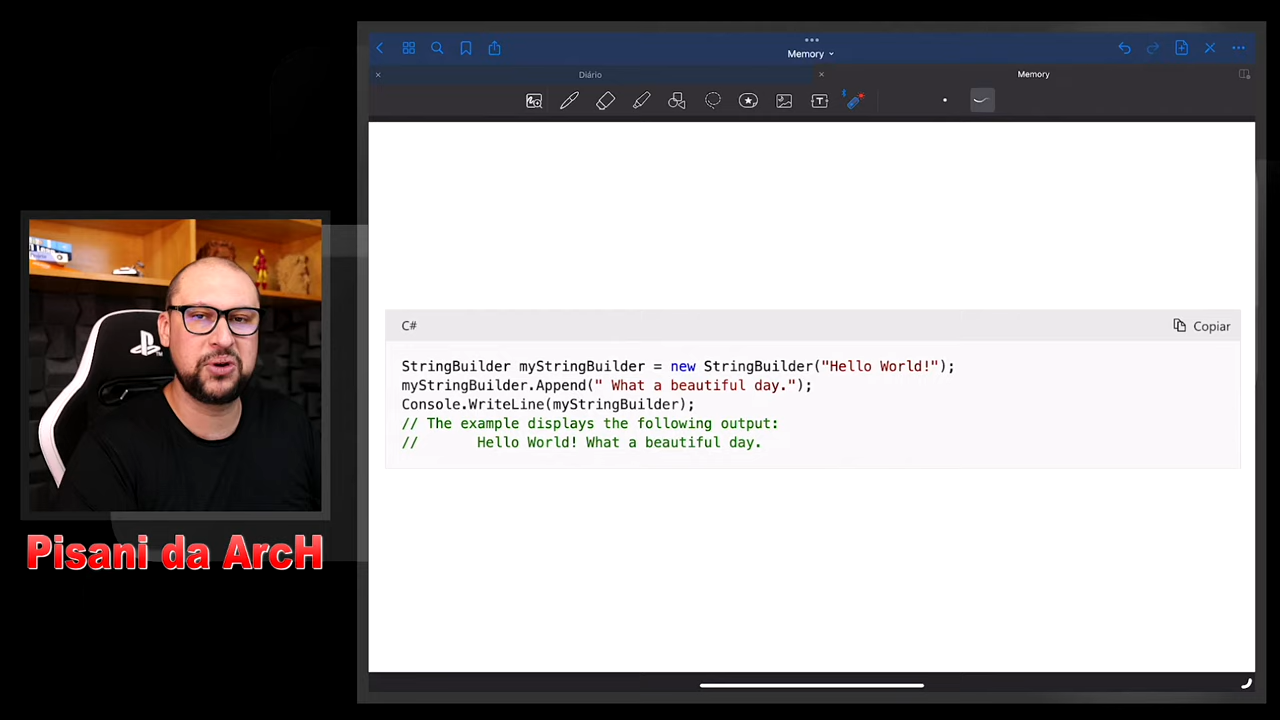 Memory
Diário
Memory
T
C#
Copiar
StringBuilder myStringBuilder = new StringBuilder("Hello World!");
myStringBuilder.Append(" What a beautiful day.");
Console.WriteLine(myStringBuilder);
// The example displays the following output:
//       Hello World! What a beautiful day.
Pisani da ArcH